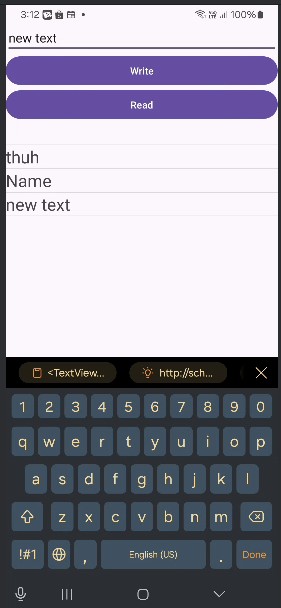 3:12 100%
new text
Write
Read
thuh
Name
new text
<TextView... http://sch...
1 2 3 4 5 6 7 8 9 0
q w e r t y u i o p
a s d f g h j k l
z x c v b n m
!#1 , English (US) . Done